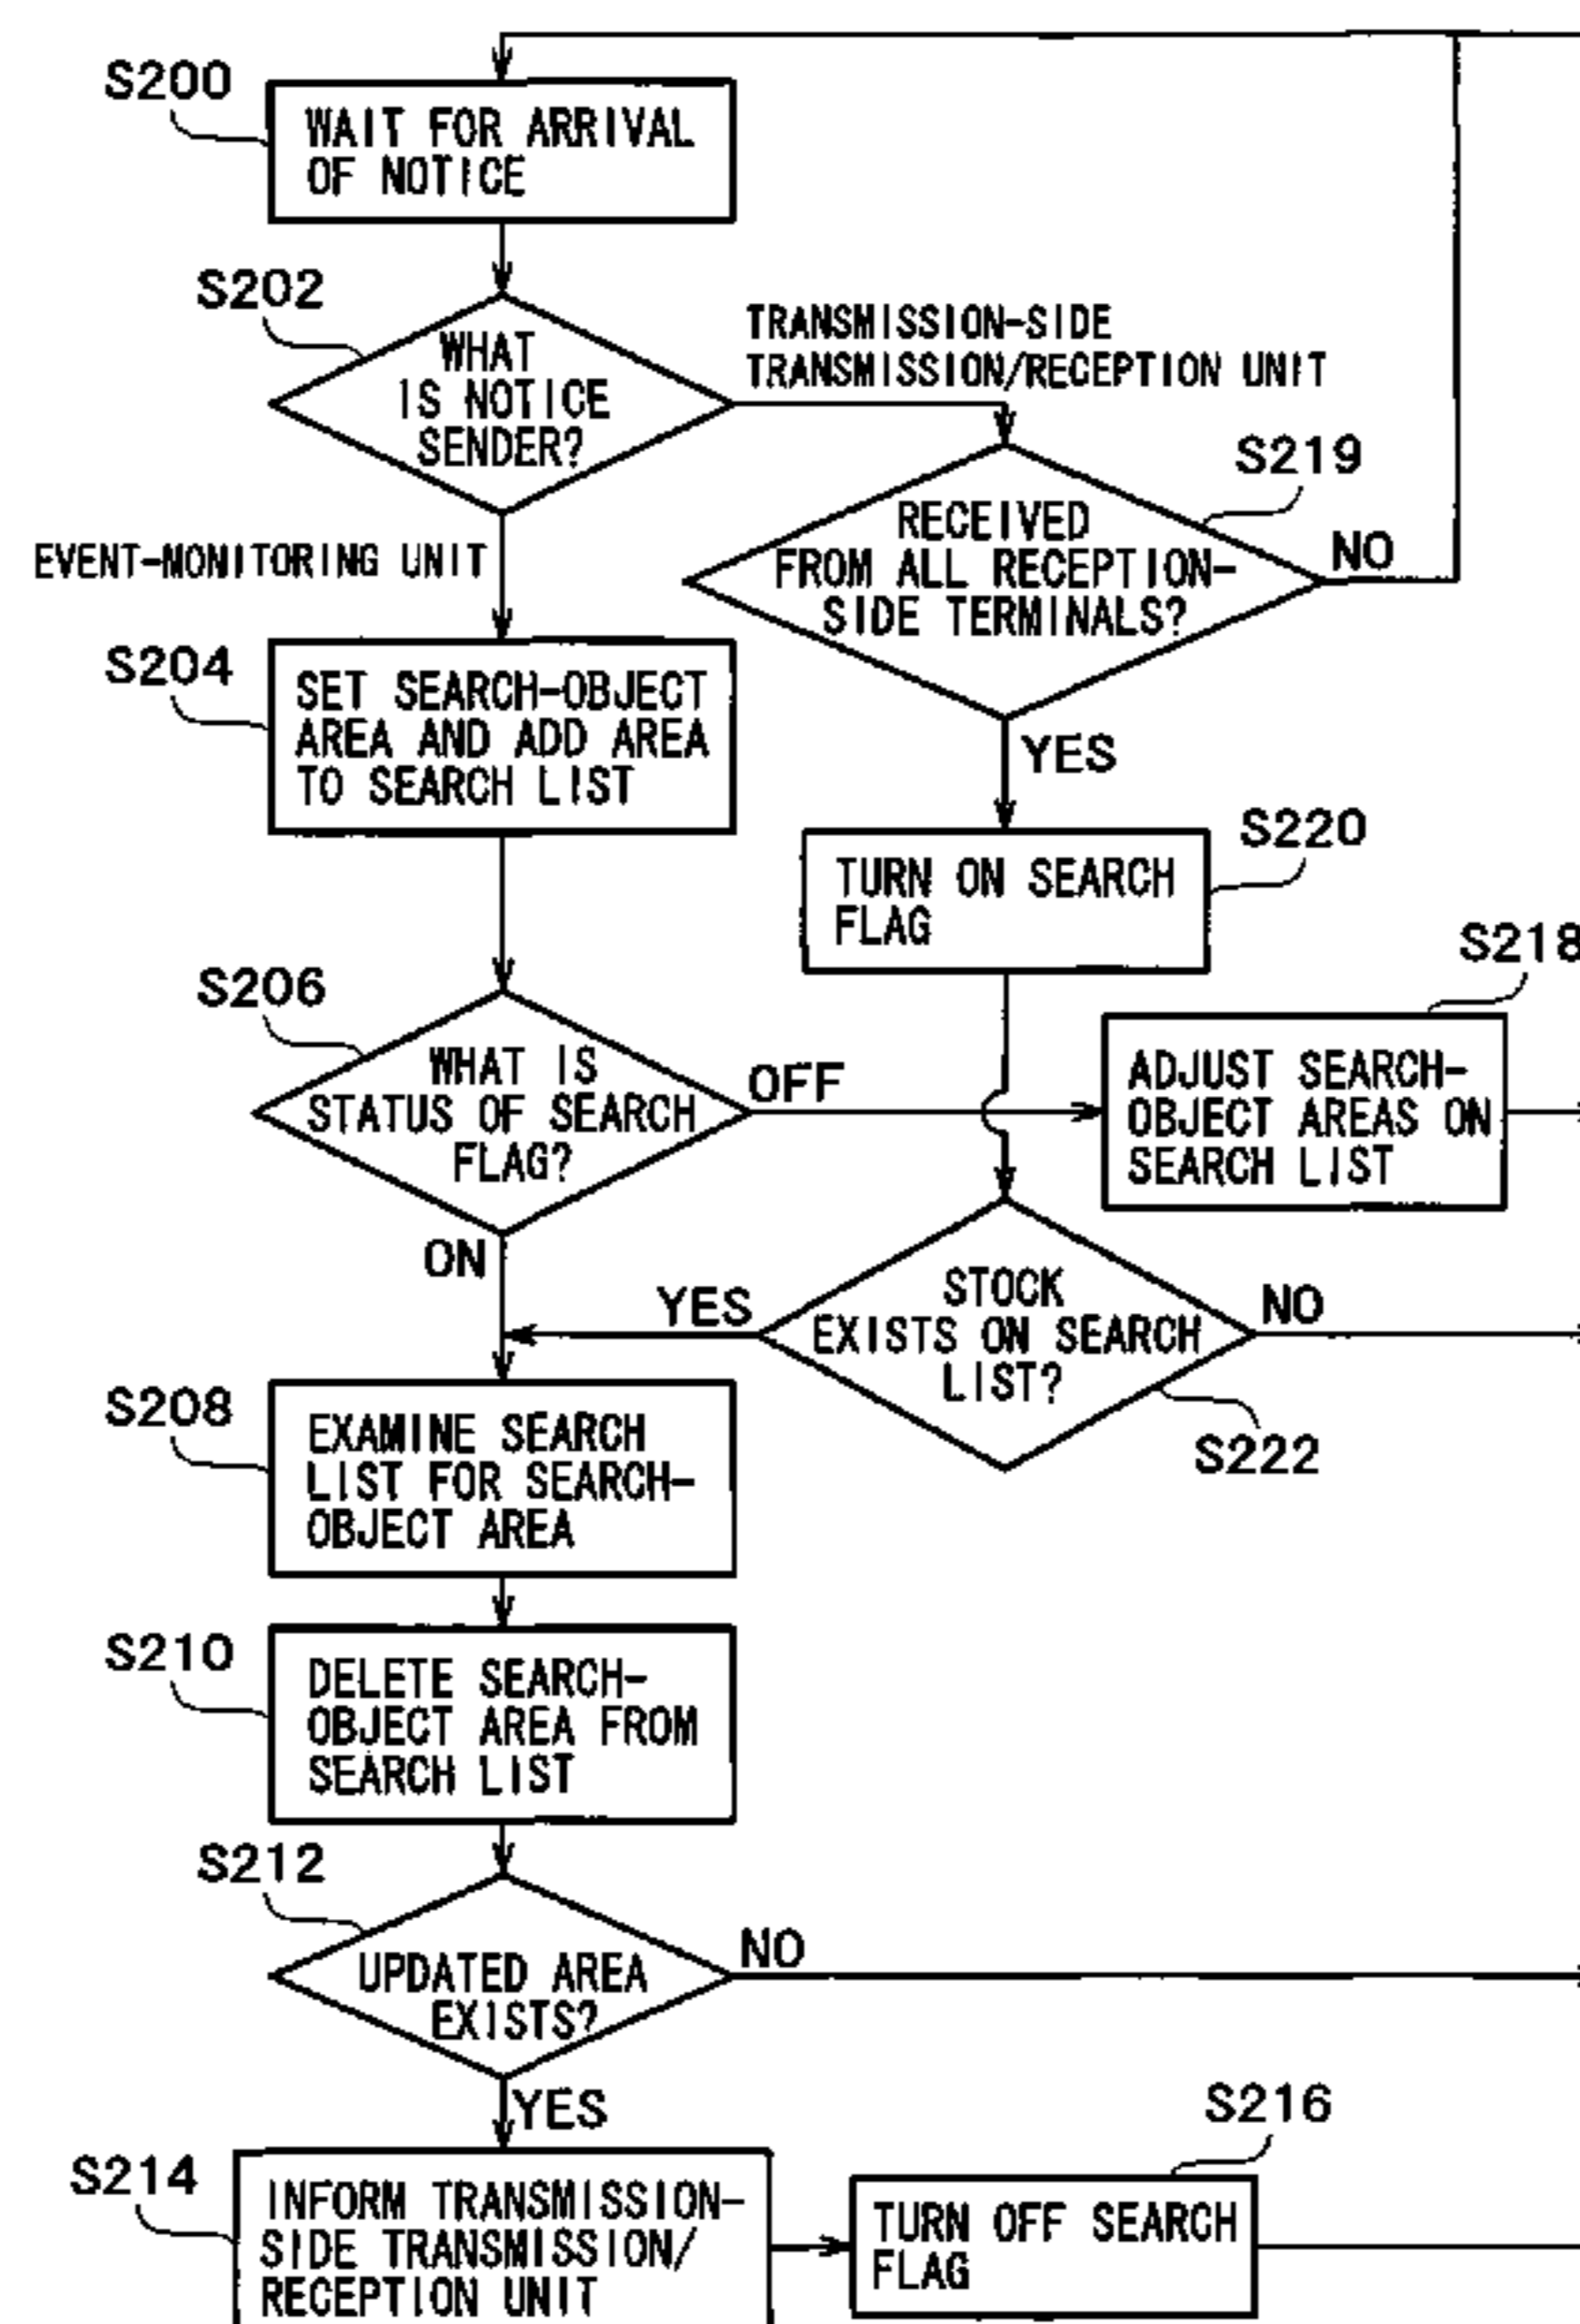 S200
WAIT FOR ARRIVAL
OF NOTICE
S202
WHAT
IS NOTICE
SENDER?
TRANSMISSION-SIDE
TRANSMISSION/RECEPTION UNIT
EVENT-MONITORING UNIT
S219
RECEIVED
FROM ALL RECEPTION-
SIDE TERMINALS?
NO
YES
S204
SET SEARCH-OBJECT
AREA AND ADD AREA
TO SEARCH LIST
S220
TURN ON SEARCH
FLAG
S206
WHAT IS
STATUS OF SEARCH
FLAG?
OFF
ON
S218
ADJUST SEARCH-
OBJECT AREAS ON
SEARCH LIST
YES
STOCK
EXISTS ON SEARCH
LIST?
NO
S222
S208
EXAMINE SEARCH
LIST FOR SEARCH-
OBJECT AREA
S210
DELETE SEARCH-
OBJECT AREA FROM
SEARCH LIST
S212
UPDATED AREA
EXISTS?
NO
YES
S214
INFORM TRANSMISSION-
SIDE TRANSMISSION/
RECEPTION UNIT
S216
TURN OFF SEARCH
FLAG